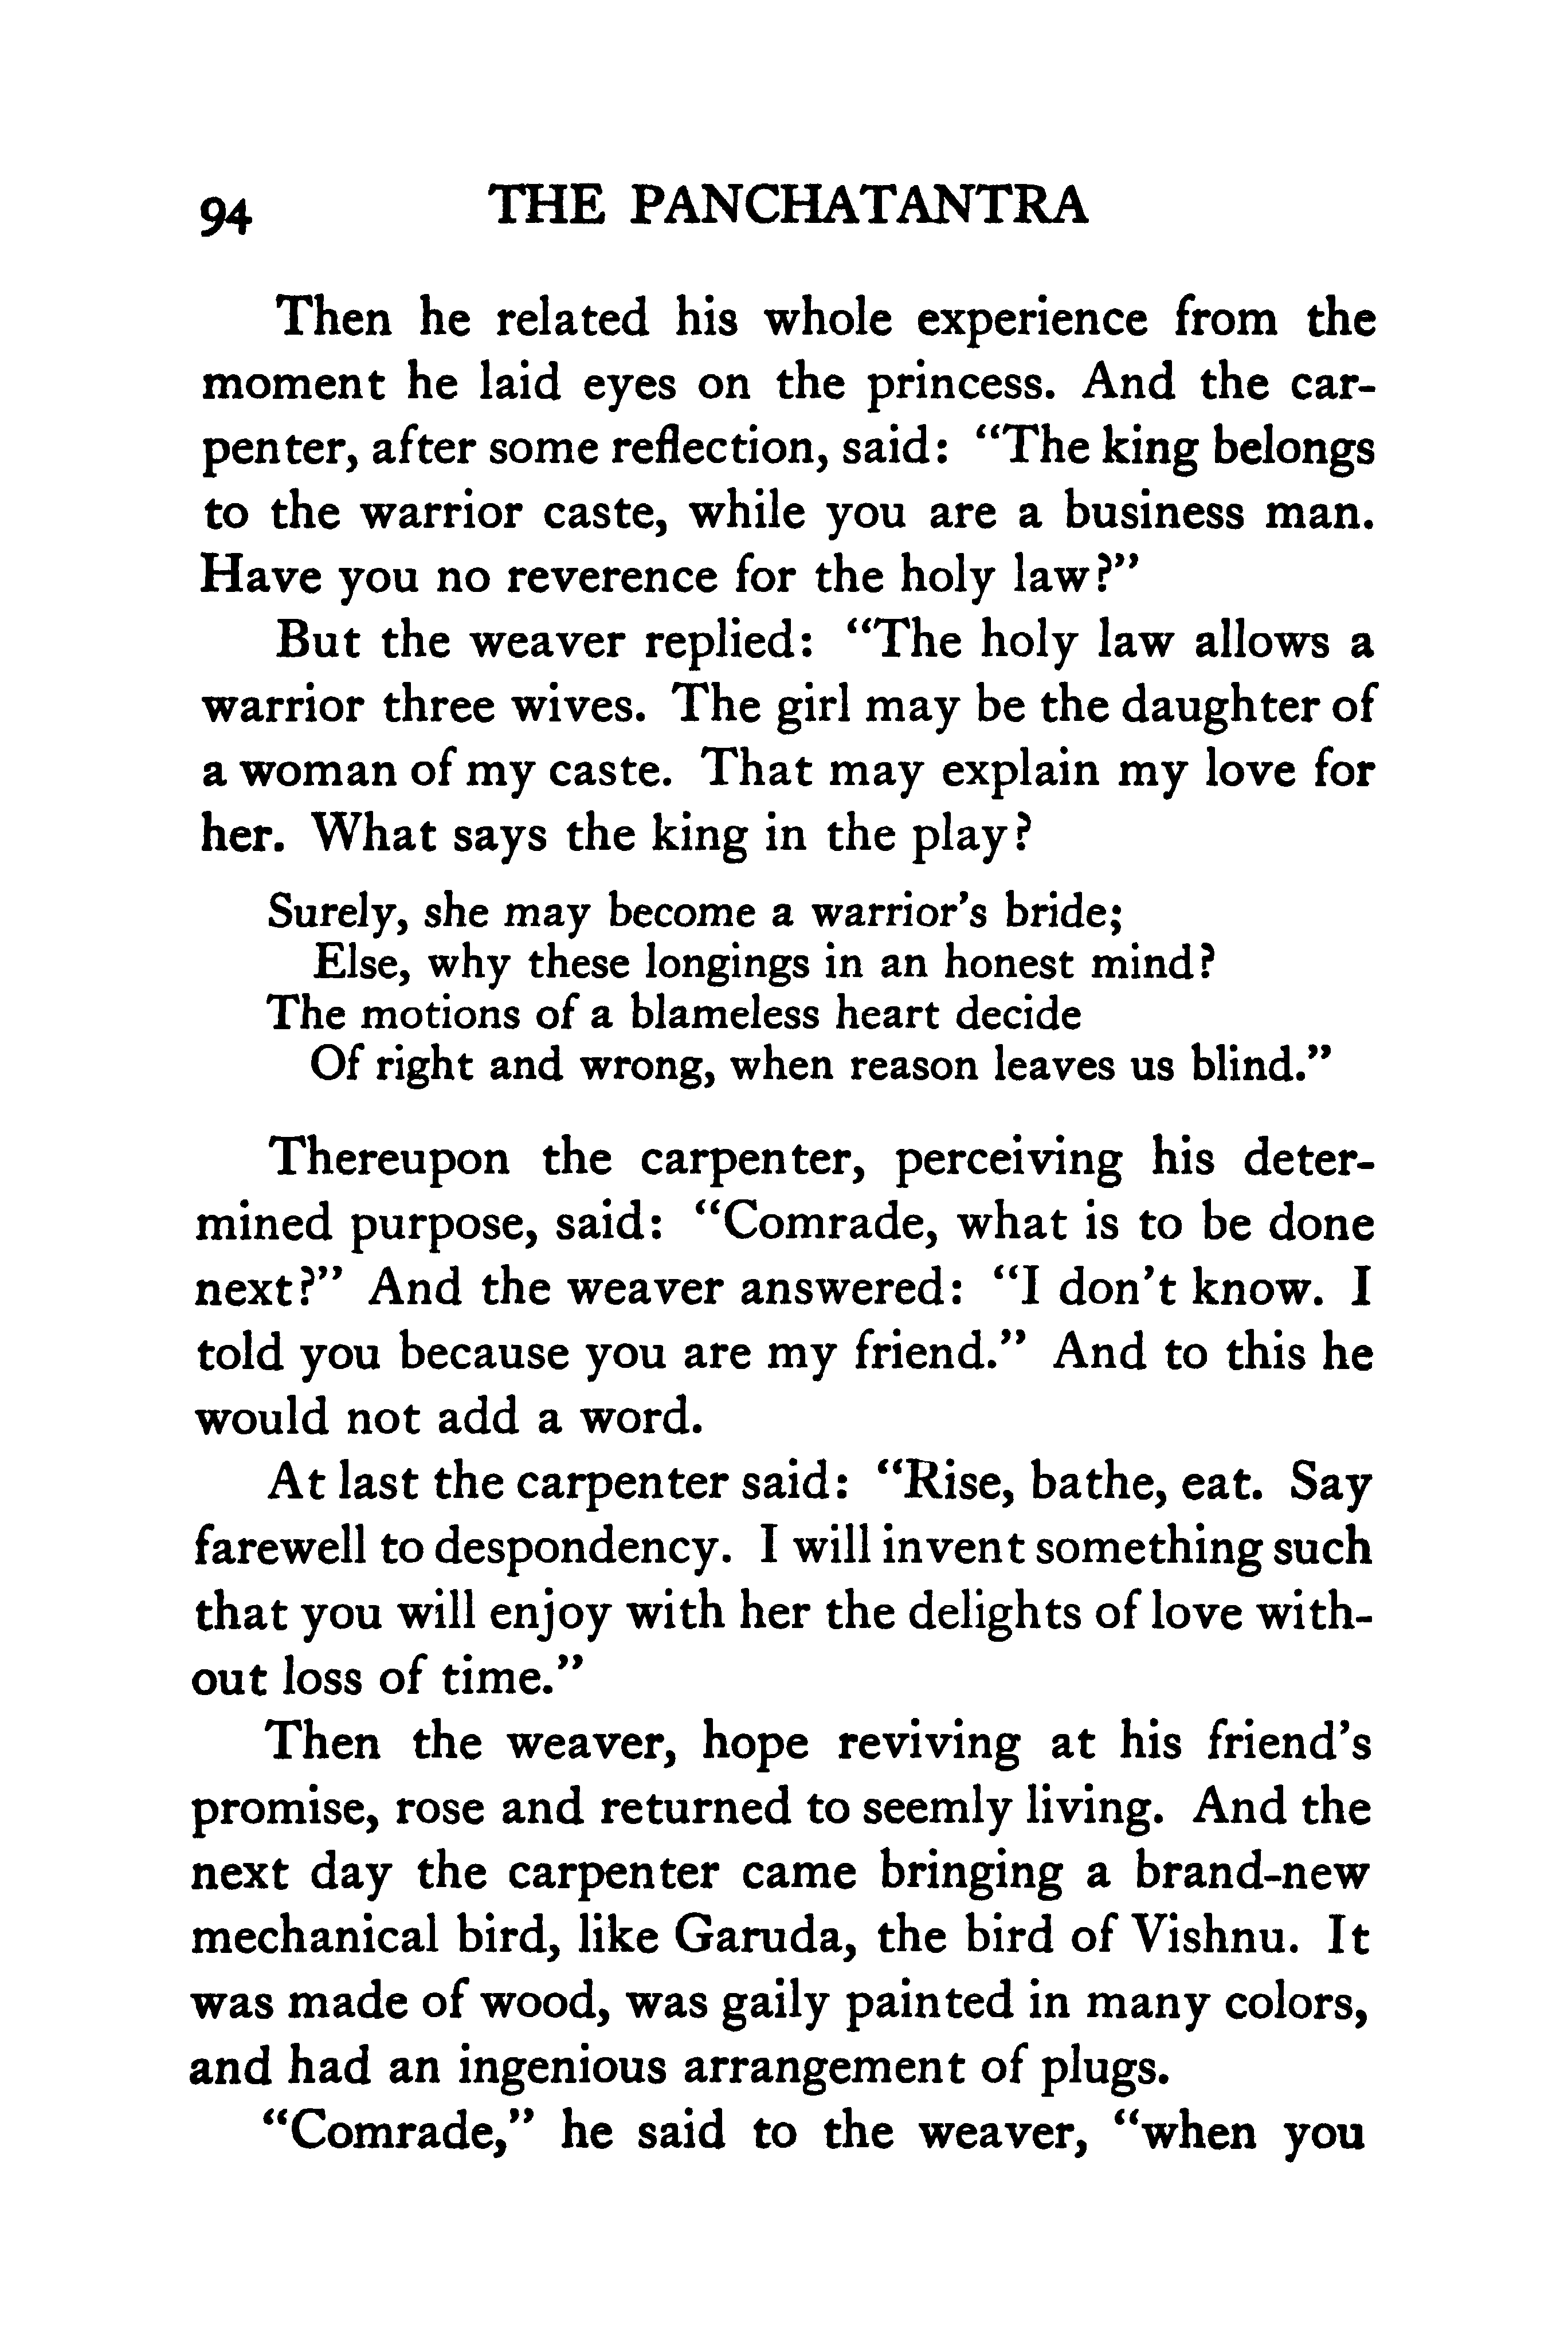 94 THE PANCHATANTRA
Then he related his whole experience from the
moment he laid eyes on the princess. And the car-
penter, after some reflection, said: “The king belongs
to the warrior caste, while you are a business man.
Have you no reverence for the holy law?”
But the weaver replied: “The holy law allows a
warrior three wives. The girl may be the daughter of
a woman of my caste. That may explain my love for
her. What says the king in the play?
Surely, she may become a warrior’s bride;
Else, why these longings in an honest mind?
The motions of a blameless heart decide
Of right and wrong, when reason leaves us blind.”
Thereupon the carpenter, perceiving his deter-
mined purpose, said: “Comrade, what is to be done
next?” And the weaver answered: “I don’t know. I
told you because you are my friend.” And to this he
would not add a word.
At last the carpenter said: “Rise, bathe, eat. Say
farewell to despondency. I will invent something such
that you will enjoy with her the delights of love with-
out loss of time.”
Then the weaver, hope reviving at his friend’s
promise, rose and returned to seemly living. And the
next day the carpenter came bringing a brand-new
mechanical bird, like Garuda, the bird of Vishnu. It
was made of wood, was gaily painted in many colors,
and had an ingenious arrangement of plugs.
“Comrade,” he said to the weaver, “when you